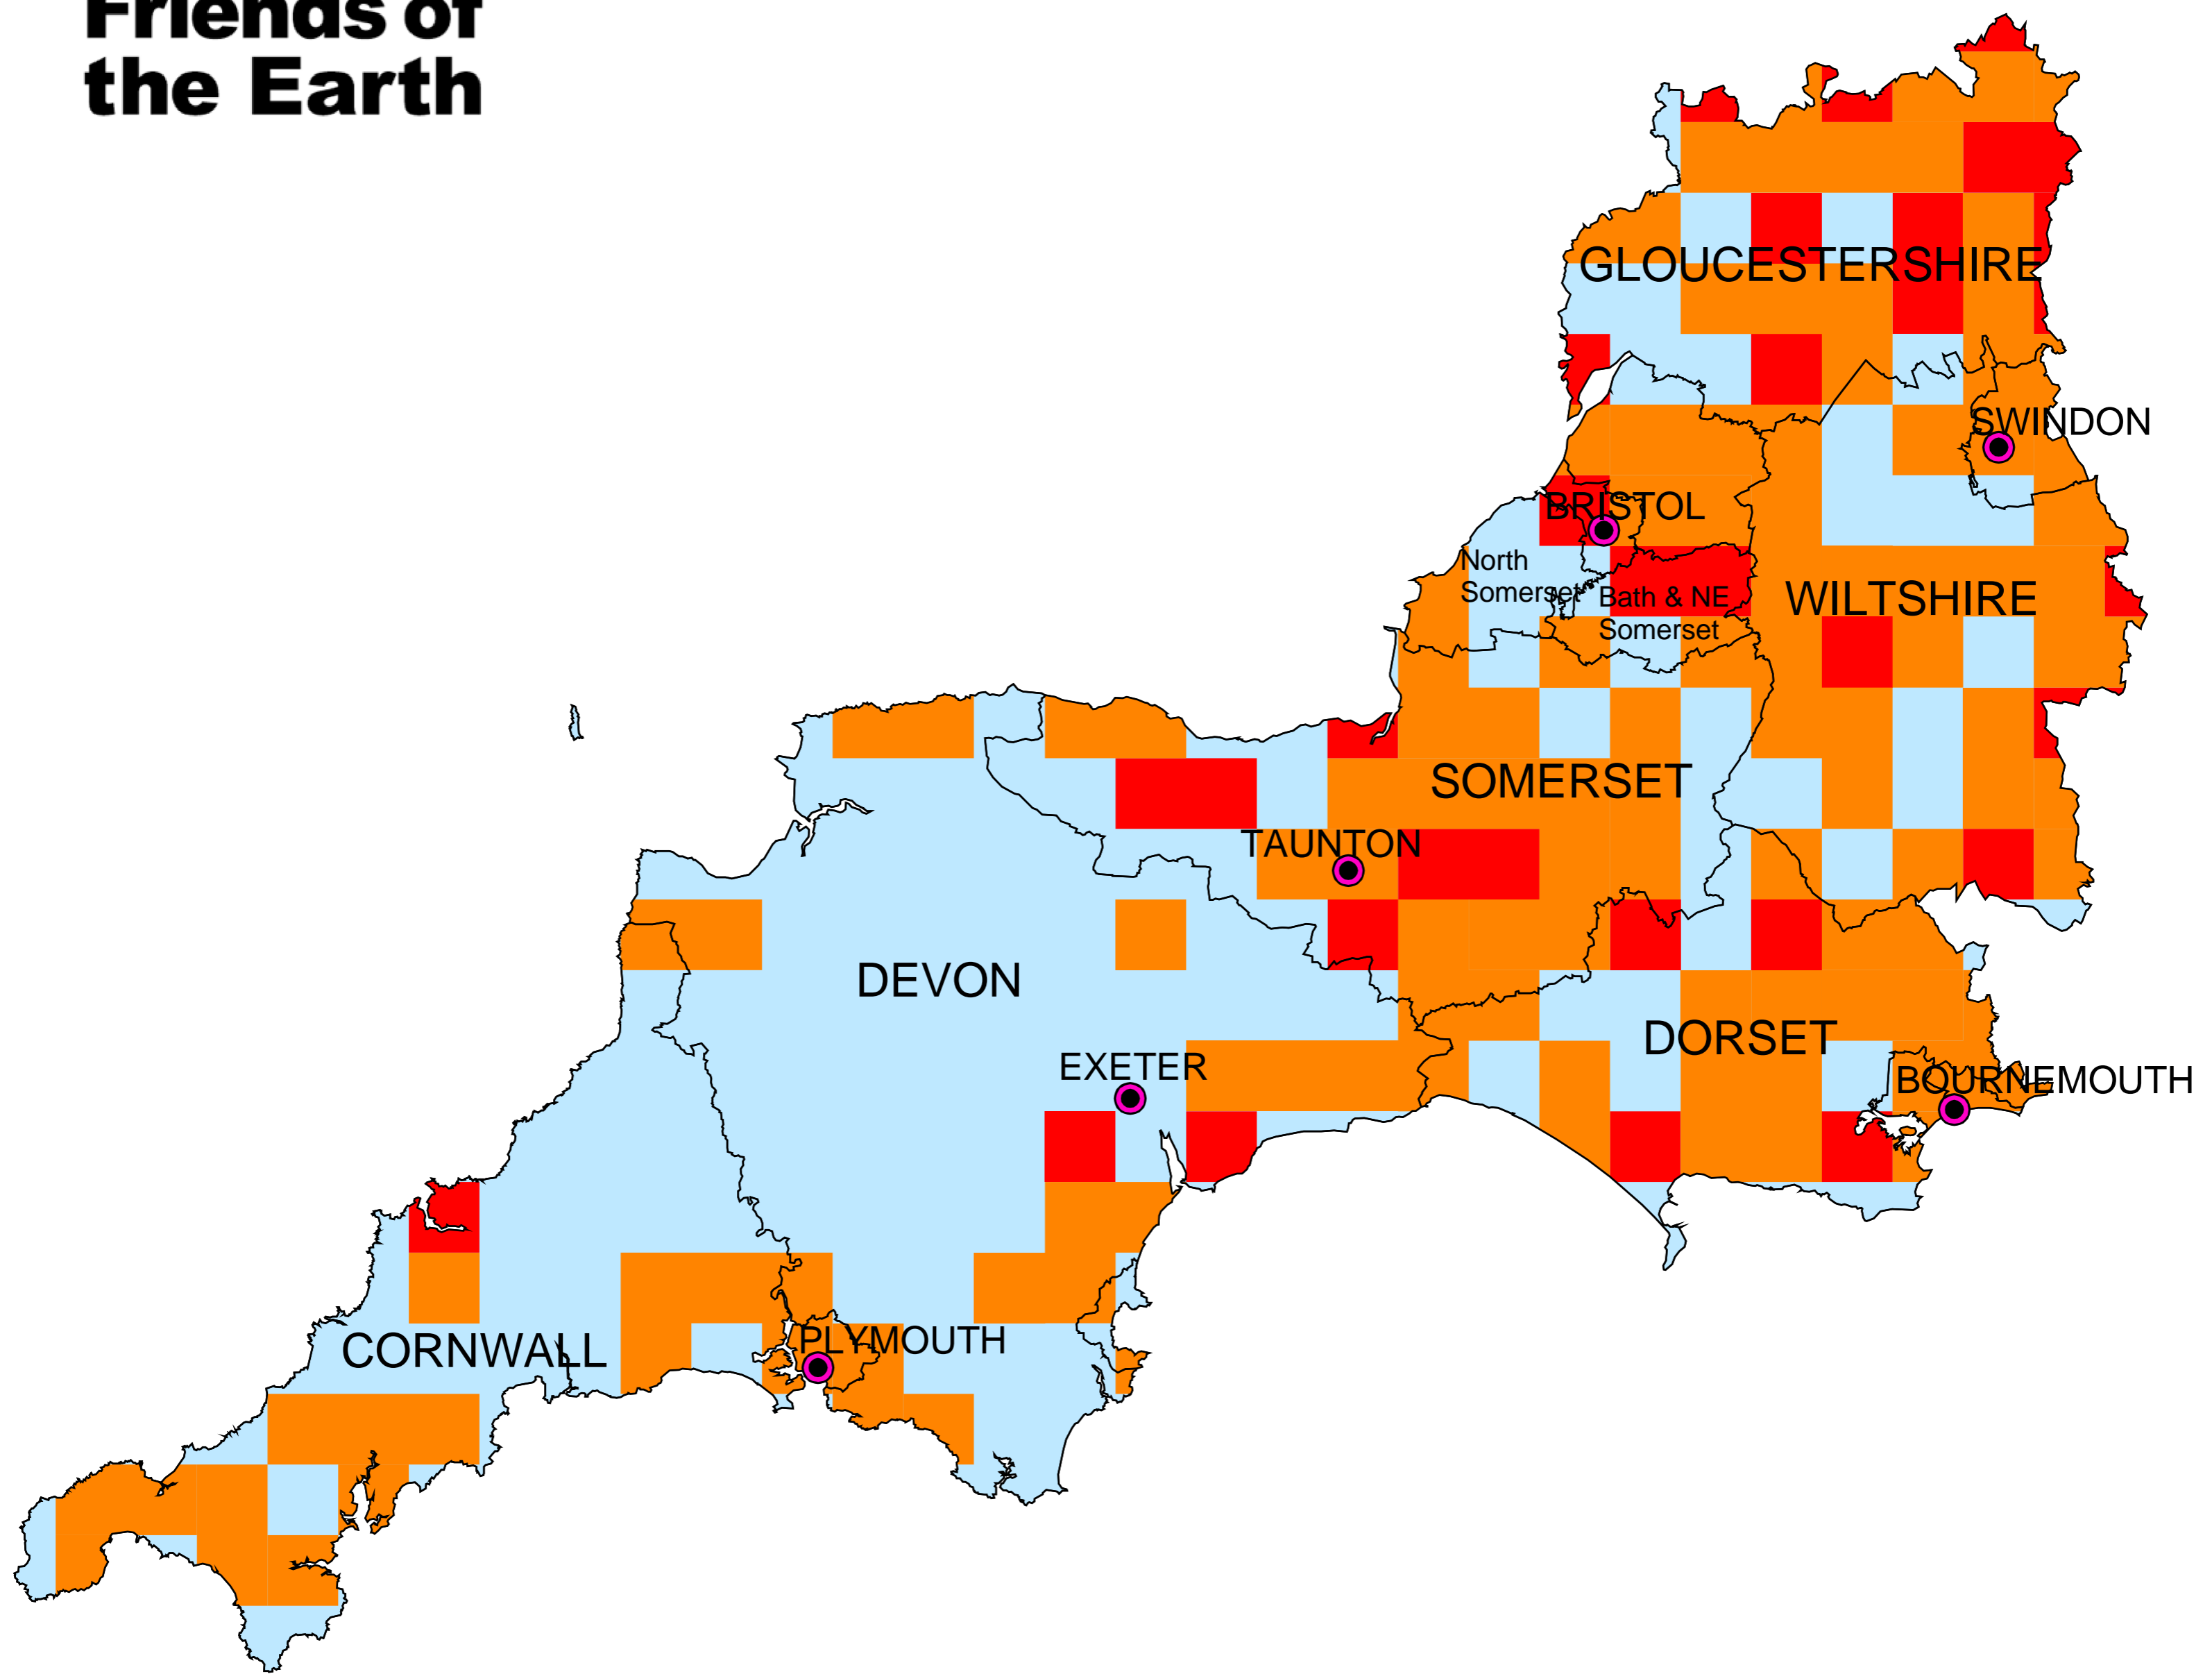 Friends of
the Earth
GLOUCESTERSHIRE
SWINDON
BRISTOL
North
Somerset
Bath & NE
Somerset
WILTSHIRE
SOMERSET
TAUNTON
DEVON
DORSET
EXETER
BOURNEMOUTH
PLYMOUTH
CORNWALL